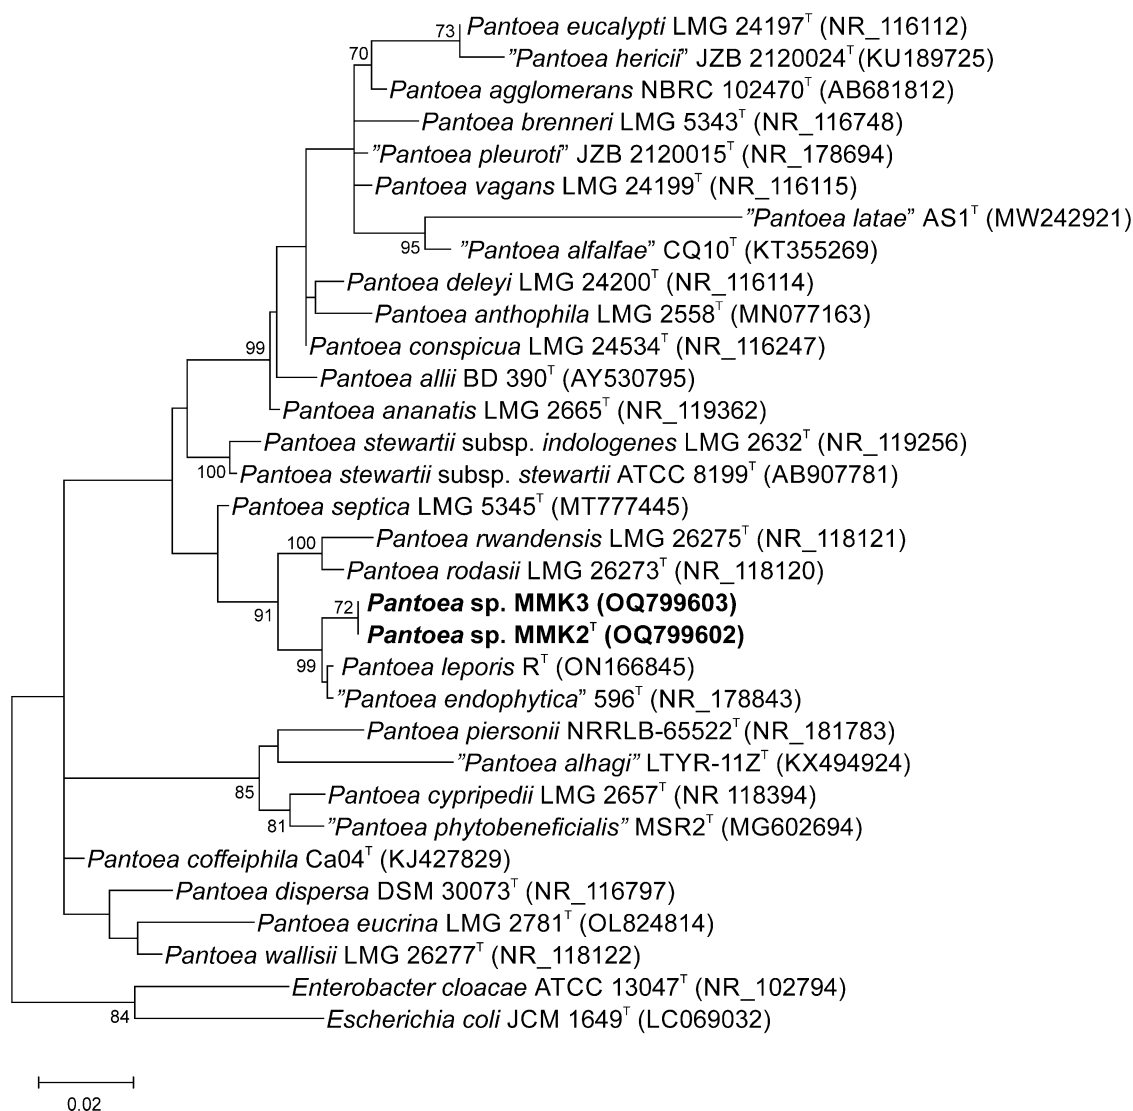 73 Pantoea eucalypti LMG 24197T (NR_116112)
70 ”Pantoea hericii” JZB 2120024T (KU189725)
Pantoea agglomerans NBRC 102470T (AB681812)
Pantoea brenneri LMG 5343T (NR_116748)
”Pantoea pleuroti” JZB 2120015T (NR_178694)
Pantoea vagans LMG 24199T (NR_116115)
”Pantoea latae” AS1T (MW242921)
95 ”Pantoea alfalfae” CQ10T (KT355269)
Pantoea deleyi LMG 24200T (NR_116114)
Pantoea anthophila LMG 2558T (MN077163)
99 Pantoea conspicua LMG 24534T (NR_116247)
Pantoea allii BD 390T (AY530795)
Pantoea ananatis LMG 2665T (NR_119362)
Pantoea stewartii subsp. indologenes LMG 2632T (NR_119256)
100 Pantoea stewartii subsp. stewartii ATCC 8199T (AB907781)
Pantoea septica LMG 5345T (MT777445)
100 Pantoea rwandensis LMG 26275T (NR_118121)
Pantoea rodasii LMG 26273T (NR_118120)
91 72 Pantoea sp. MMK3 (OQ799603)
Pantoea sp. MMK2T (OQ799602)
99 Pantoea leporis RT (ON166845)
”Pantoea endophytica” 596T (NR_178843)
Pantoea piersonii NRRLB-65522T (NR_181783)
”Pantoea alhagi” LTYR-11ZT (KX494924)
85 Pantoea cypripedii LMG 2657T (NR 118394)
81 ”Pantoea phytobeneficialis” MSR2T (MG602694)
Pantoea coffeiphila Ca04T (KJ427829)
Pantoea dispersa DSM 30073T (NR_116797)
Pantoea eucrina LMG 2781T (OL824814)
Pantoea wallisii LMG 26277T (NR_118122)
Enterobacter cloacae ATCC 13047T (NR_102794)
84 Escherichia coli JCM 1649T (LC069032)
0.02